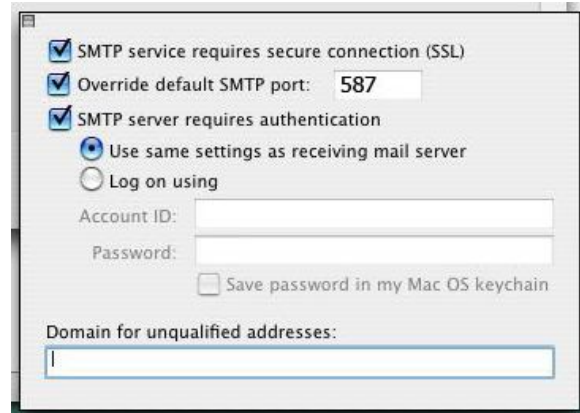 SMTP service requires secure connection (SSL)
Override default SMTP port: 587
SMTP server requires authentication
Use same settings as receiving mail server
Log on using
Account ID:
Password:
Save password in my Mac OS keychain
Domain for unqualified addresses: